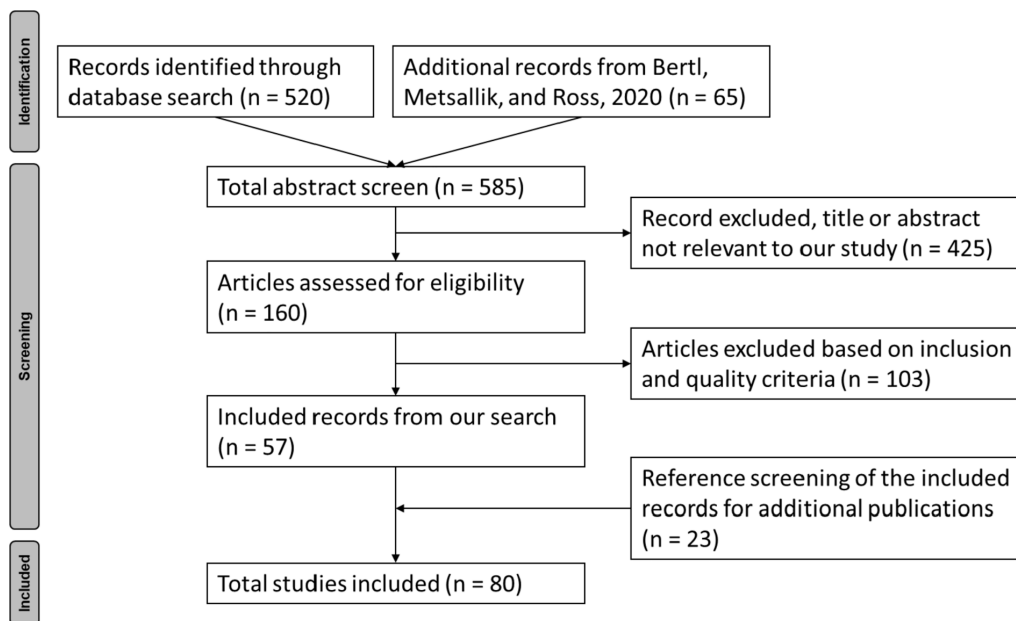 Identification
Records identified through
database search (n = 520)
Additional records from Bertl,
Metsallik, and Ross, 2020 (n = 65)
Screening
Total abstract screen (n = 585)
Record excluded, title or abstract
not relevant to our study (n = 425)
Articles assessed for eligibility
(n = 160)
Articles excluded based on inclusion
and quality criteria (n = 103)
Included records from our search
(n = 57)
Reference screening of the included
records for additional publications
(n = 23)
Included
Total studies included (n = 80)